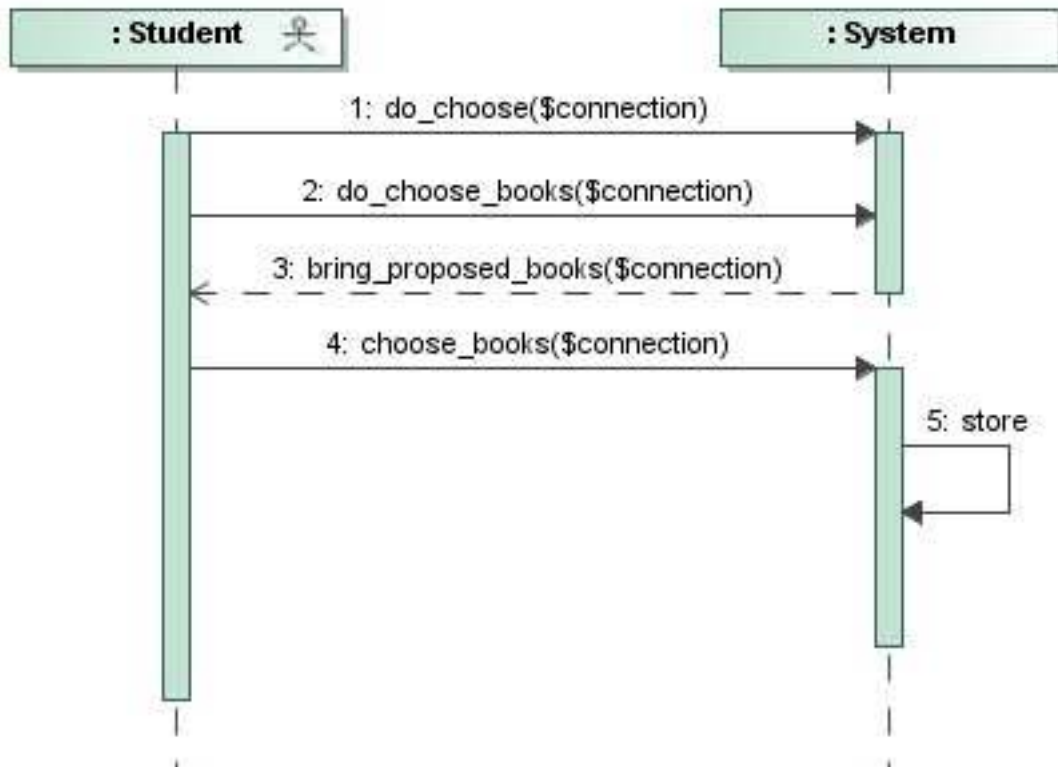 : Student
: System
1: do_choose($connection)
2: do_choose_books($connection)
3: bring_proposed_books($connection)
4: choose_books($connection)
5: store